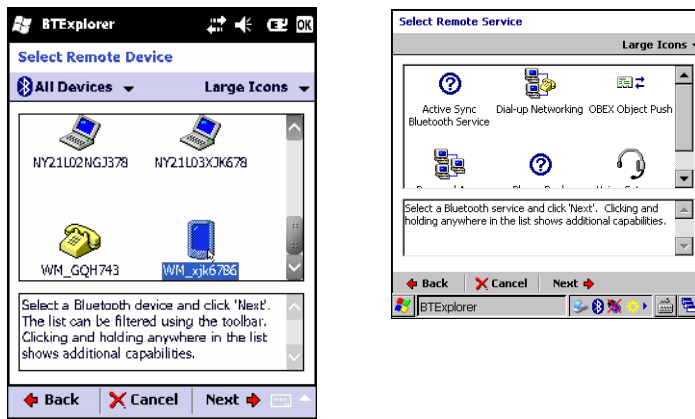 BTExplorer
OK
Select Remote Device
All Devices
Large Icons
NY21L02NGJ378
NY21L03XJK678
WM_GQH743
WM_xjk6786
Select a Bluetooth device and click 'Next'.
The list can be filtered using the toolbar.
Clicking and holding anywhere in the list
shows additional capabilities.
Back
Cancel
Next
Select Remote Service
Large Icons
Active Sync
Bluetooth Service
Dial-up Networking
OBEX Object Push
Select a Bluetooth service and click 'Next'. Clicking and
holding anywhere in the list shows additional capabilities.
Back
Cancel
Next
BTExplorer